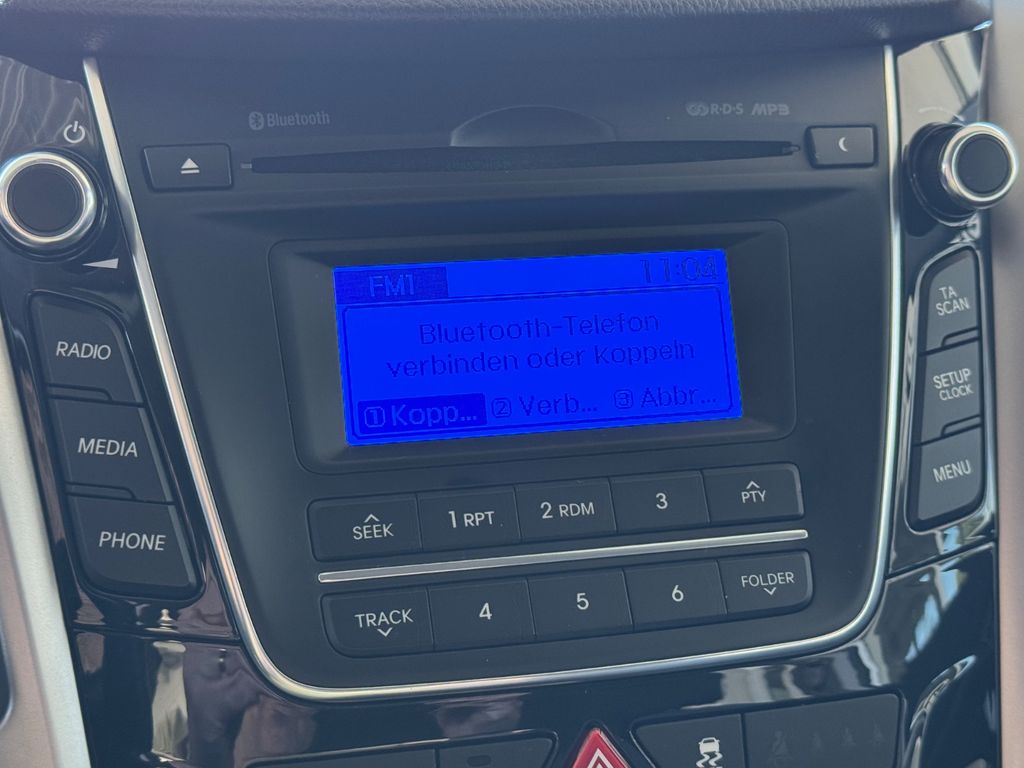 Bluetooth
R·D·S MP3
FM1 11:04
Bluetooth-Telefon
verbinden oder koppeln
1 Kopp... 2 Verb... 3 Abbr...
RADIO
MEDIA
PHONE
TA
SCAN
SETUP
CLOCK
MENU
SEEK
1 RPT
2 RDM
3
PTY
TRACK
4
5
6
FOLDER